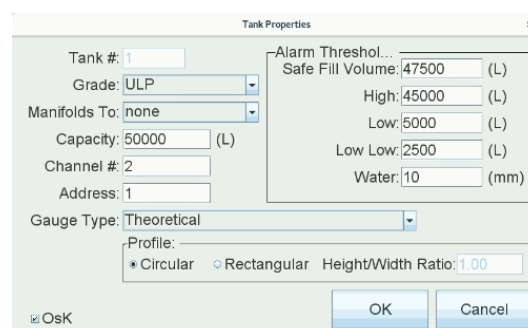 Tank Properties
Tank #: 1
Grade: ULP
Manifolds To: none
Capacity: 50000 (L)
Channel #: 2
Address: 1
Alarm Threshol...
Safe Fill Volume: 47500 (L)
High: 45000 (L)
Low: 5000 (L)
Low Low: 2500 (L)
Water: 10 (mm)
Gauge Type: Theoretical
Profile:
Circular Rectangular Height/Width Ratio: 1.00
OsK
OK Cancel